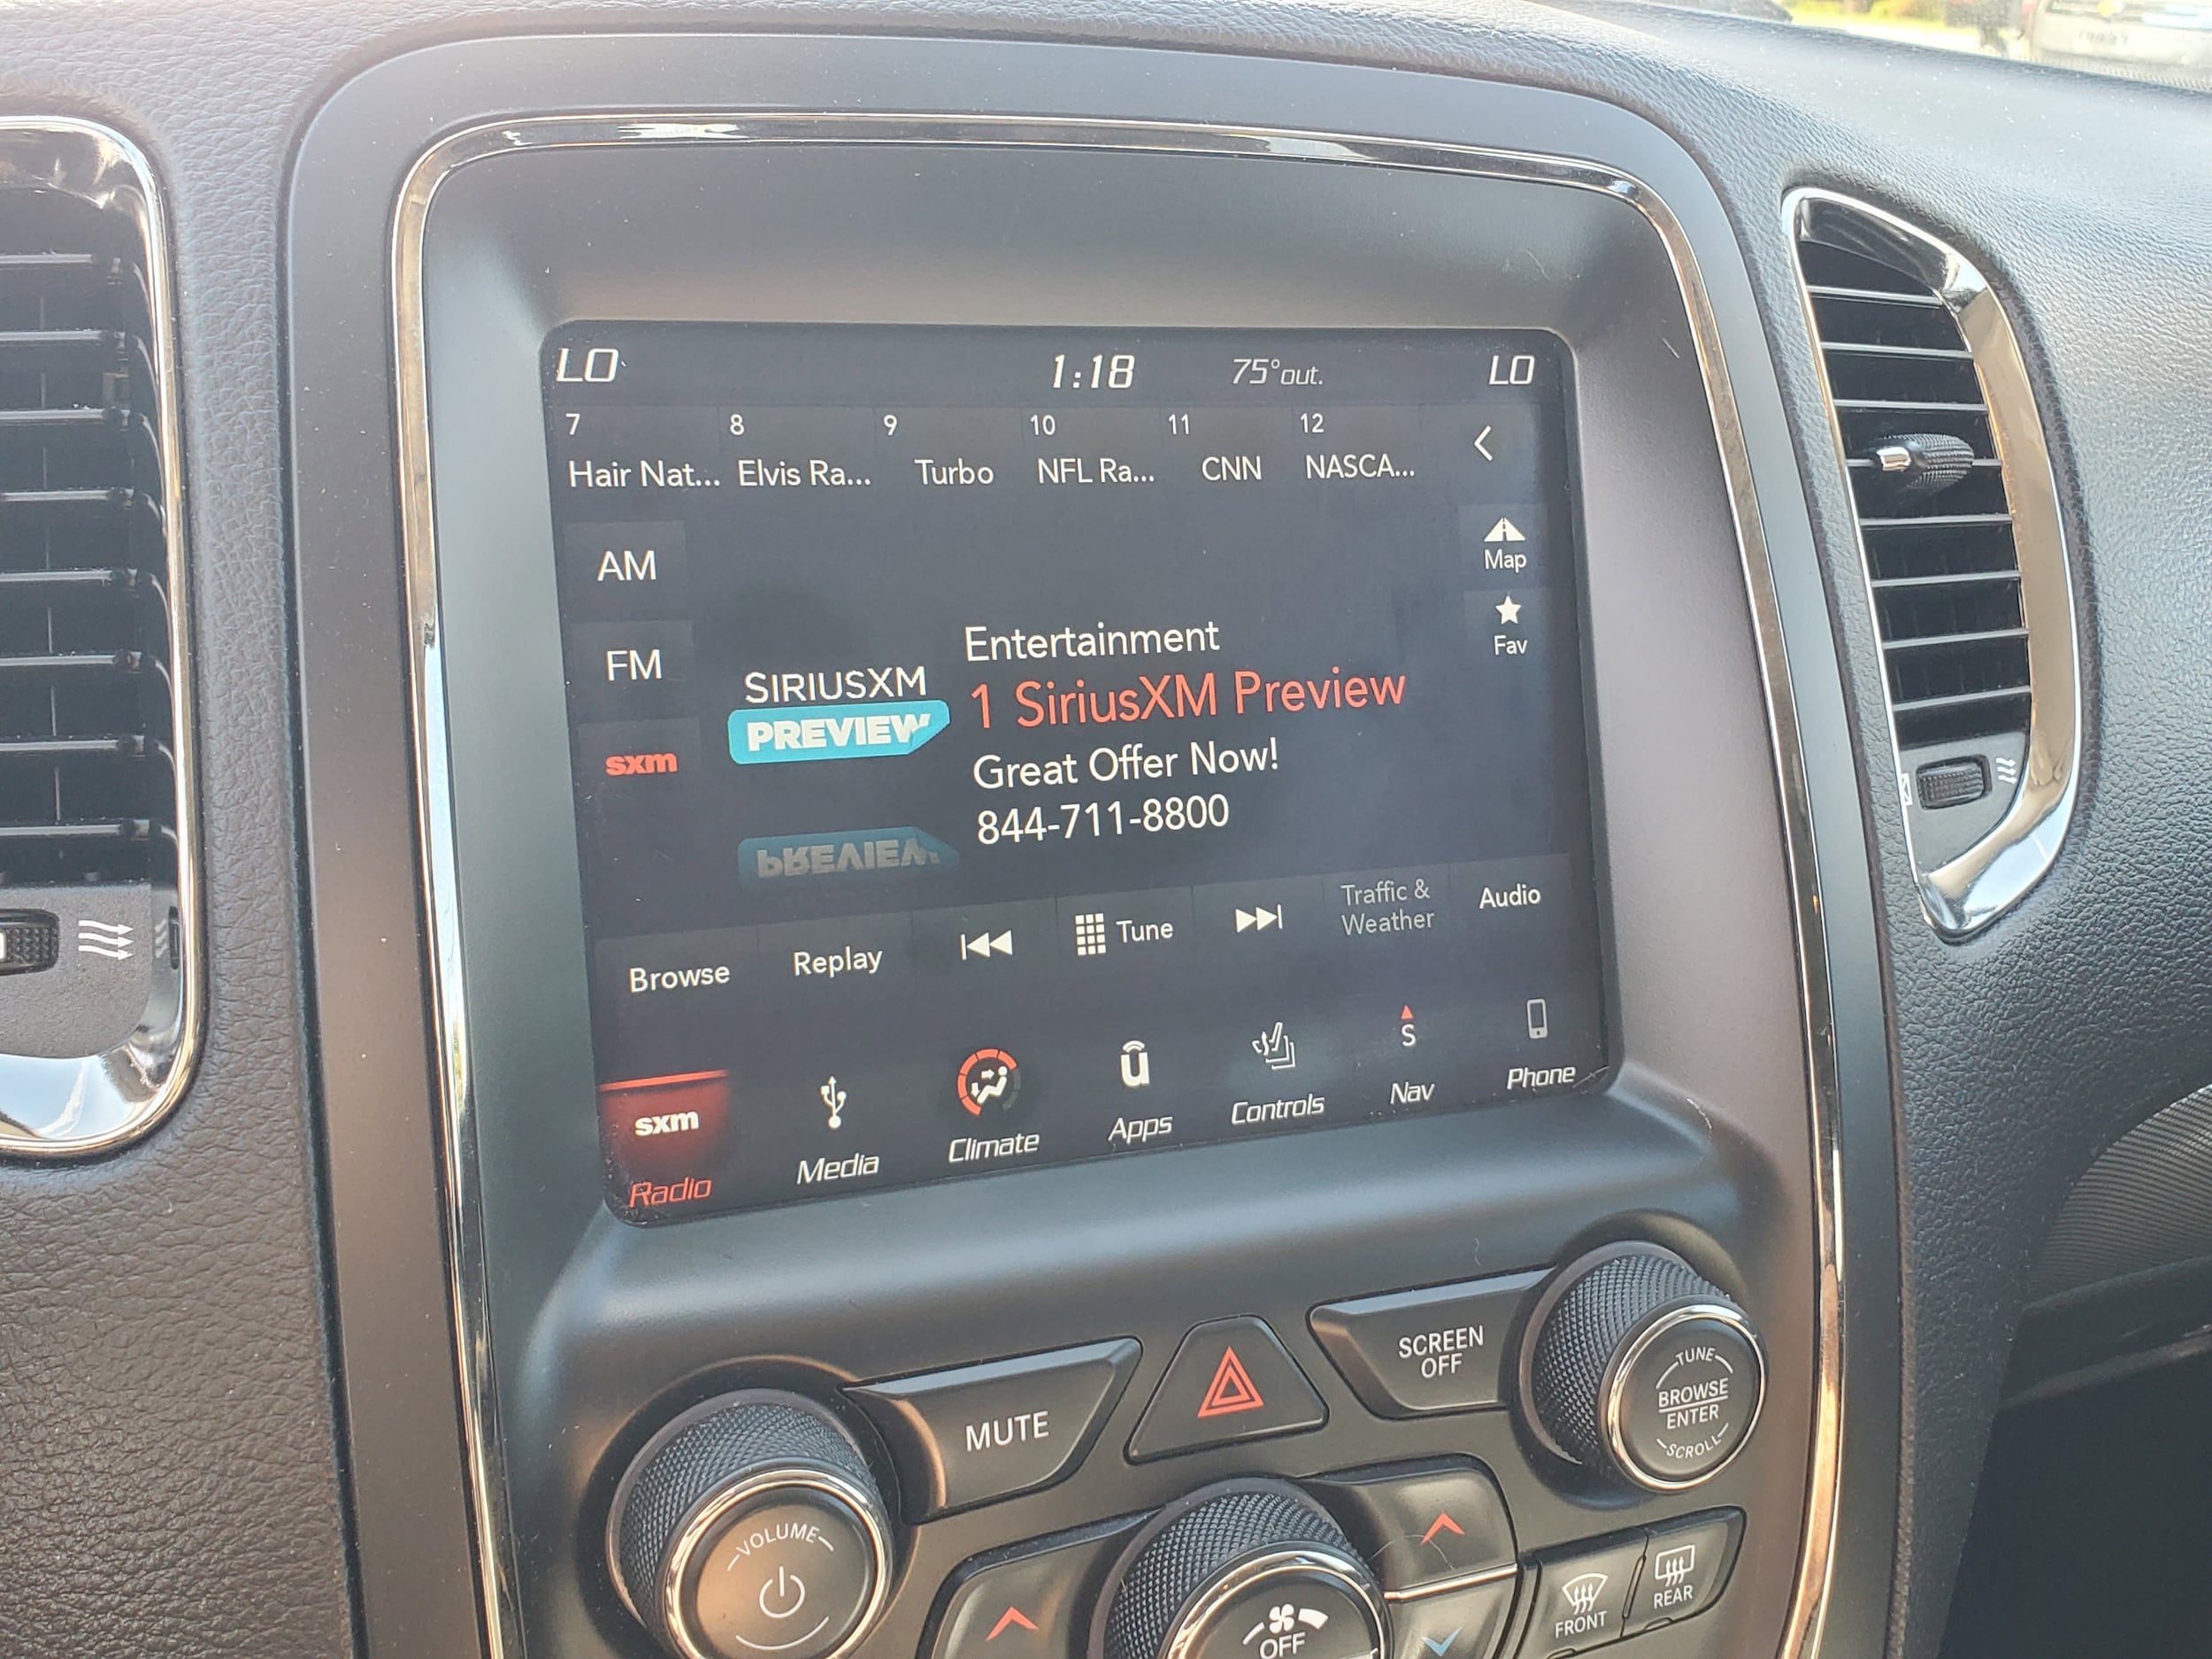 LO 1:18 75°out. LO
7 8 9 10 11 12
Hair Nat... Elvis Ra... Turbo NFL Ra... CNN NASCA...
AM
Map
FM
Fav
sxm
SIRIUSXM
PREVIEW
Entertainment
1 SiriusXM Preview
Great Offer Now!
844-711-8800
PREVIEW
Browse Replay Tune Traffic & Audio
Weather
sxm u S
Radio Media Climate Apps Controls Nav Phone
MUTE
SCREEN
OFF
TUNE
BROWSE
ENTER
SCROLL
VOLUME
OFF
FRONT
REAR